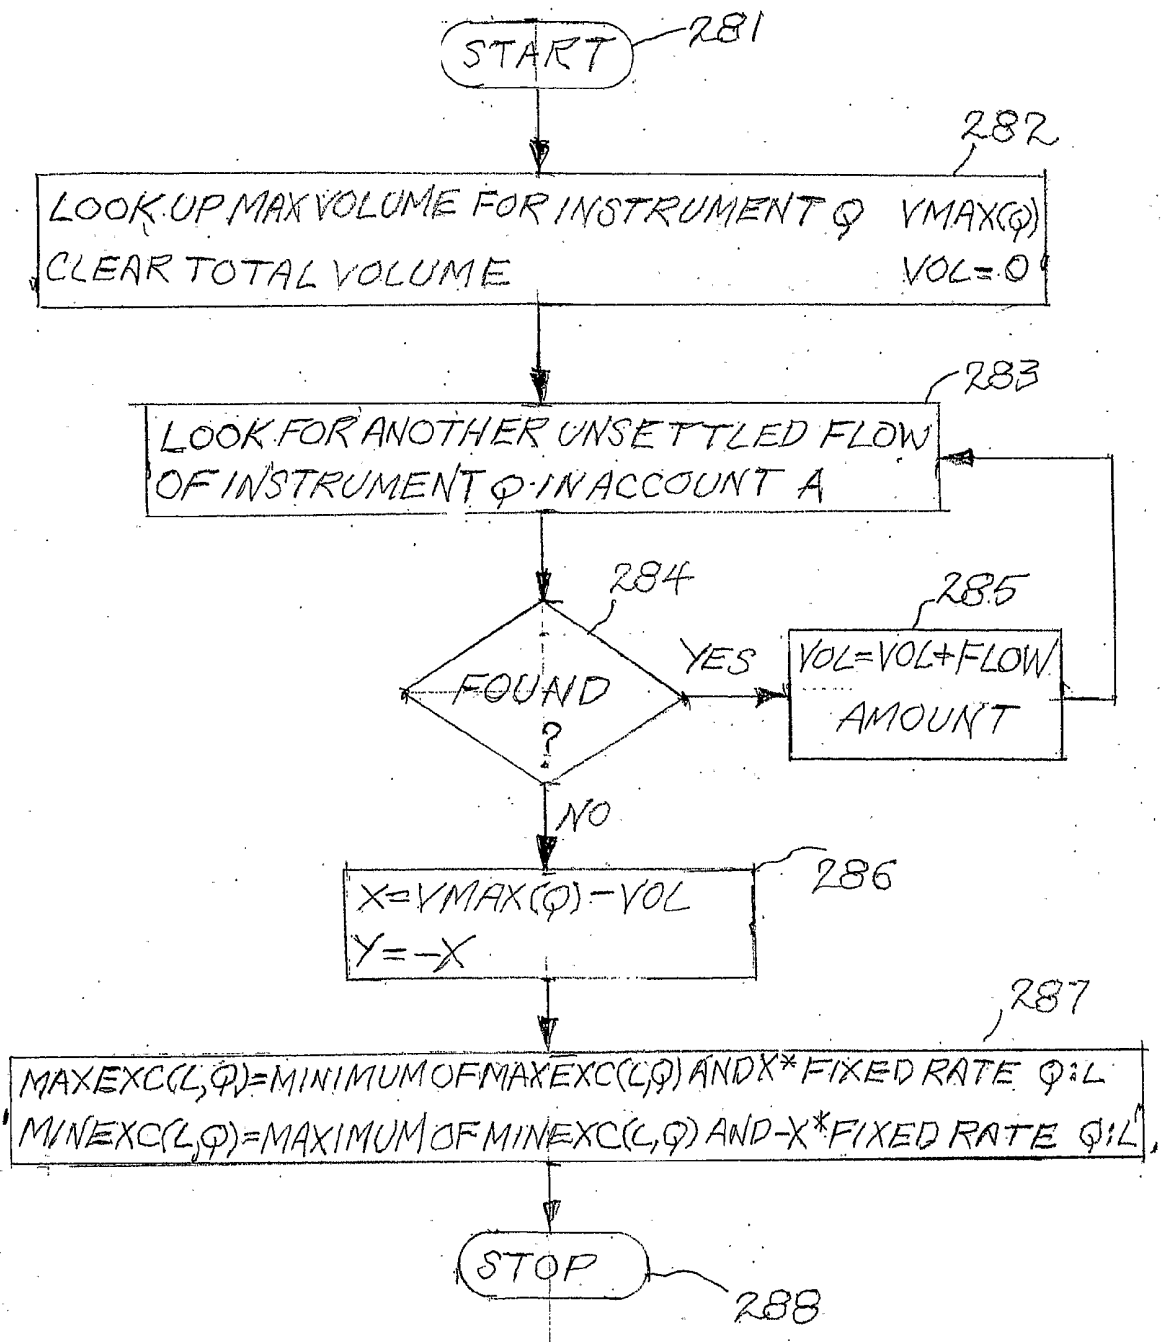 START
281
282
LOOK UP MAX VOLUME FOR INSTRUMENT Q VMAX(Q)
CLEAR TOTAL VOLUME VOL=0
283
LOOK FOR ANOTHER UNSETTLED FLOW
OF INSTRUMENT Q IN ACCOUNT A
284
285
FOUND
?
YES
VOL=VOL+FLOW
AMOUNT
NO
286
X=VMAX(Q)-VOL
Y=-X
287
MAXEXC(L,Q)=MINIMUM OF MAXEXC(L,Q) AND X* FIXED RATE Q:L
MINEXC(L,Q)=MAXIMUM OF MINEXC(L,Q) AND -X* FIXED RATE Q:L
STOP
288